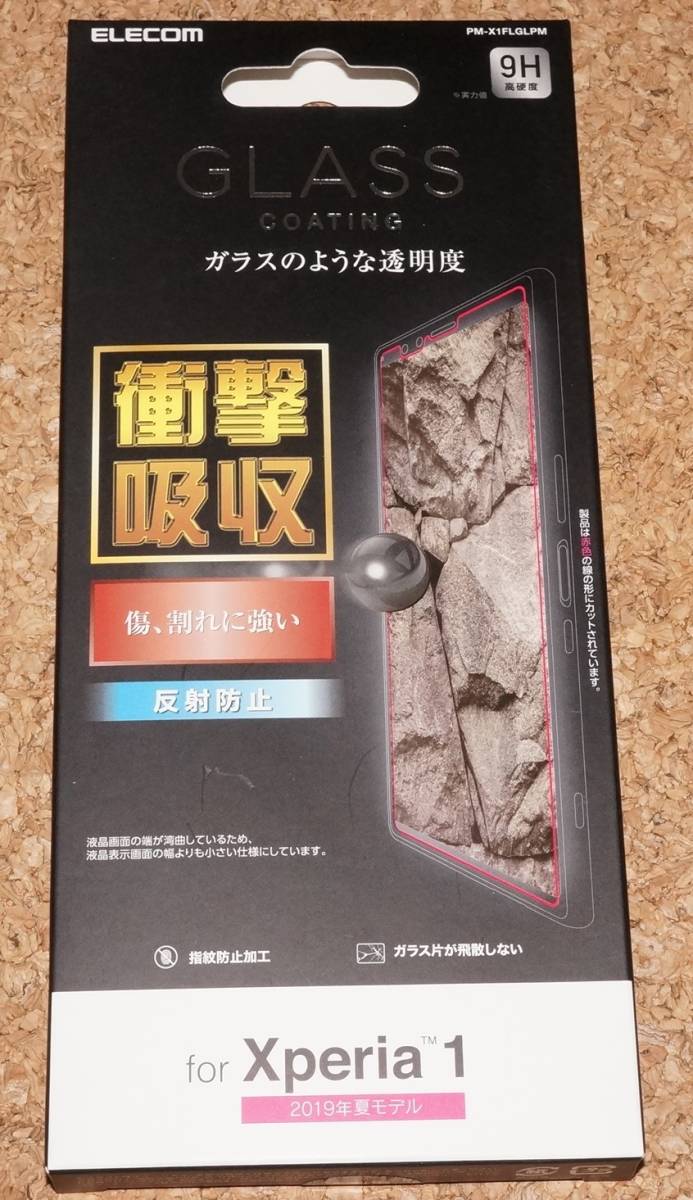 ELECOM
PM-X1FLGLPM
9H
高硬度
※実力値
GLASS
COATING
ガラスのような透明度
衝撃
吸収
傷、割れに強い
反射防止
製品は赤色の線の形にカットされています。
液晶画面の端が湾曲しているため、
液晶表示画面の幅よりも小さい仕様にしています。
指紋防止加工
ガラス片が飛散しない
for Xperia™ 1
2019年夏モデル